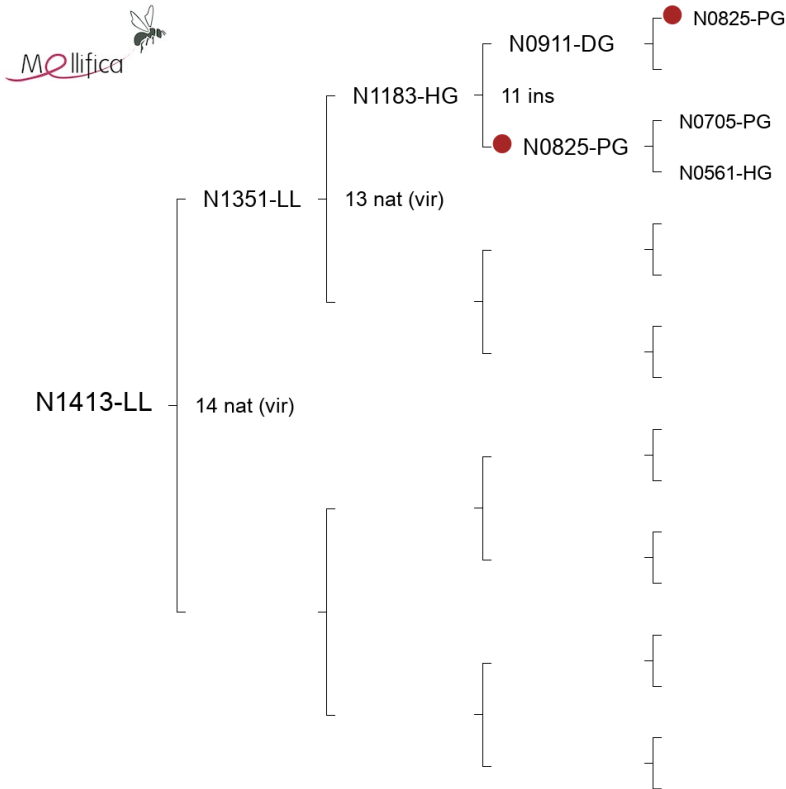 Mellifica
N0825-PG
N0911-DG
N1183-HG
11 ins
N0705-PG
N0825-PG
N0561-HG
N1351-LL
13 nat (vir)
N1413-LL
14 nat (vir)